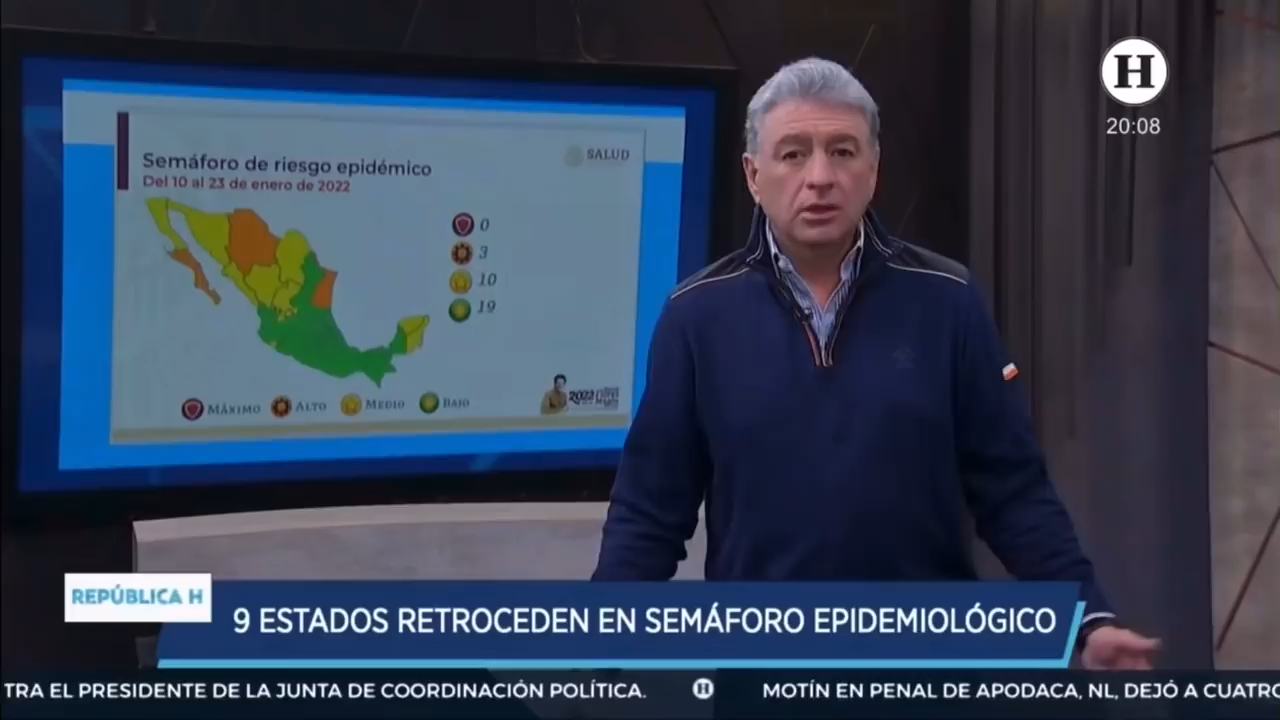 H
20:08
Semáforo de riesgo epidémico
SALUD
Del 10 al 23 de enero de 2022
0
3
10
19
MÁXIMO ALTO MEDIO BAJO
2022
REPÚBLICA H
9 ESTADOS RETROCEDEN EN SEMÁFORO EPIDEMIOLÓGICO
TRA EL PRESIDENTE DE LA JUNTA DE COORDINACIÓN POLÍTICA. H MOTÍN EN PENAL DE APODACA, NL, DEJÓ A CUATRO